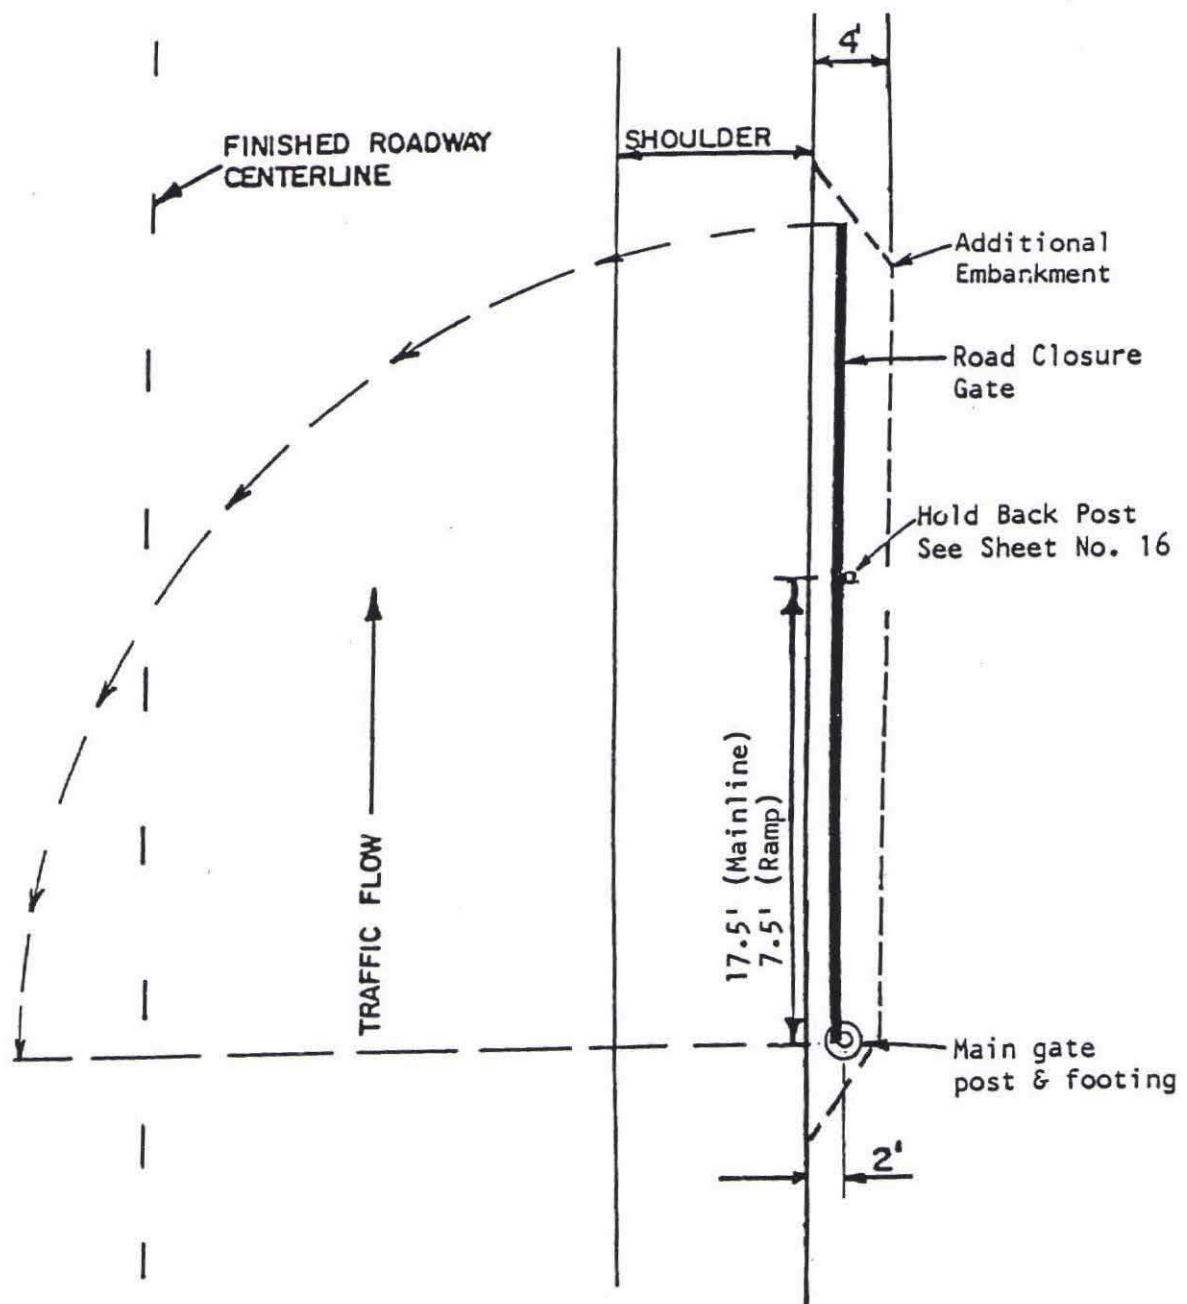 4'
SHOULDER
FINISHED ROADWAY
CENTERLINE
Additional
Embankment
Road Closure
Gate
Hold Back Post
See Sheet No. 16
17.5' (Mainline)
7.5' (Ramp)
TRAFFIC FLOW
Main gate
post & footing
2'